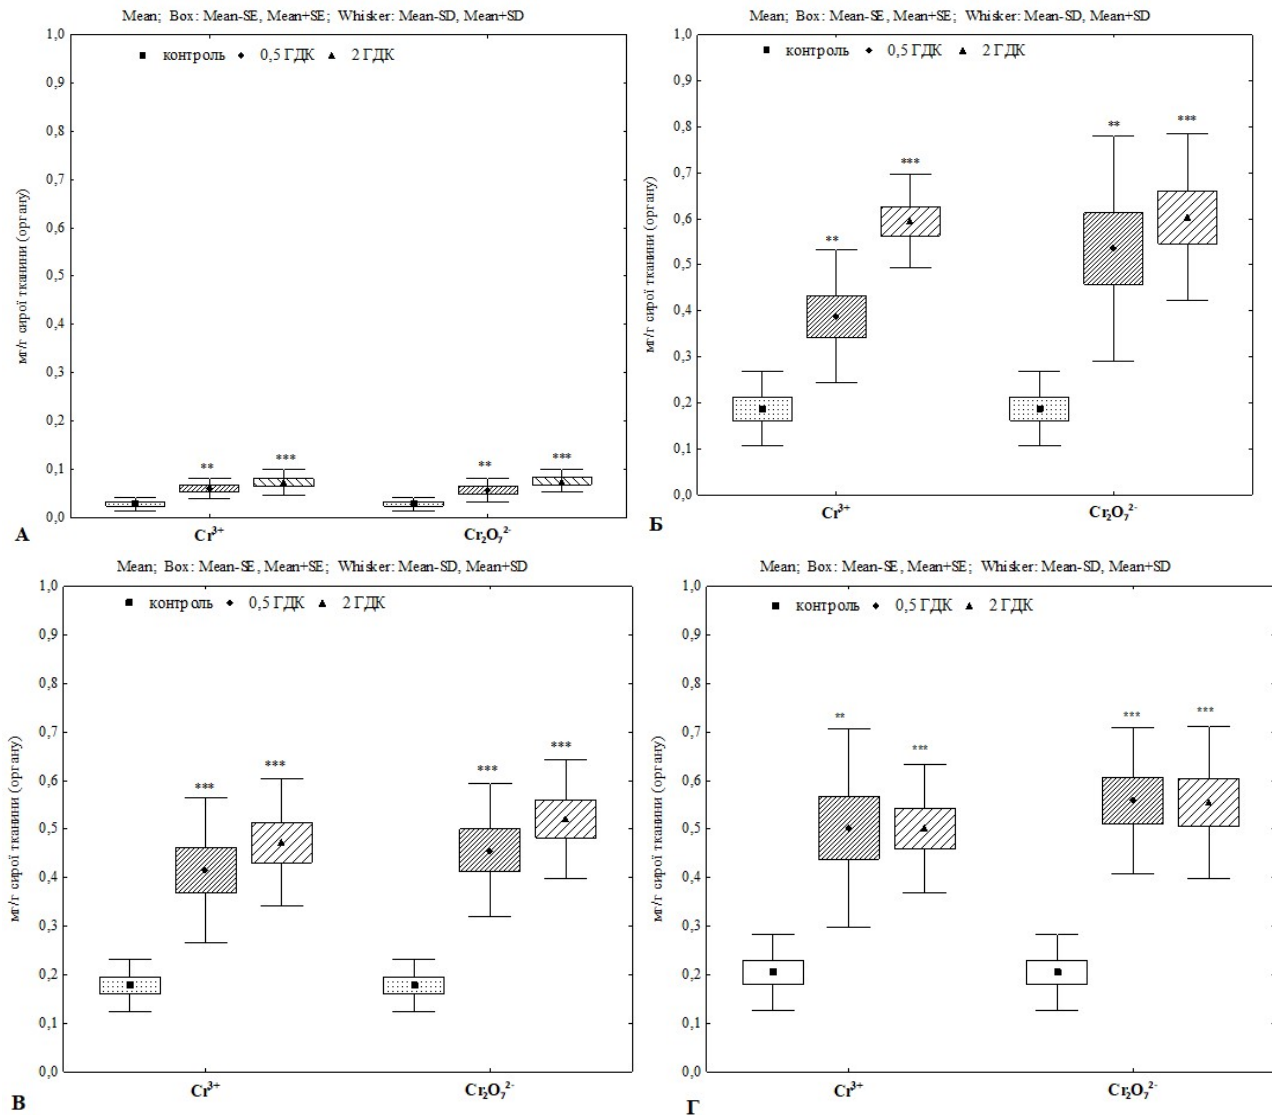 Mean; Box: Mean-SE, Mean+SE; Whisker: Mean-SD, Mean+SD
■ контроль ◆ 0,5 ГДК ▲ 2 ГДК
1,0
0,9
0,8
0,7
0,6
0,5
0,4
0,3
0,2
0,1
0,0
мг/г сирої тканини (органу)
** *** ** ***
Cr³⁺ Cr₂O₇²⁻
А
Mean; Box: Mean-SE, Mean+SE; Whisker: Mean-SD, Mean+SD
■ контроль ◆ 0,5 ГДК ▲ 2 ГДК
1,0
0,9
0,8
0,7
0,6
0,5
0,4
0,3
0,2
0,1
0,0
мг/г сирої тканини (органу)
** *** ** ***
Cr³⁺ Cr₂O₇²⁻
Б
Mean; Box: Mean-SE, Mean+SE; Whisker: Mean-SD, Mean+SD
■ контроль ◆ 0,5 ГДК ▲ 2 ГДК
1,0
0,9
0,8
0,7
0,6
0,5
0,4
0,3
0,2
0,1
0,0
мг/г сирої тканини (органу)
*** *** *** ***
Cr³⁺ Cr₂O₇²⁻
В
Mean; Box: Mean-SE, Mean+SE; Whisker: Mean-SD, Mean+SD
■ контроль ◆ 0,5 ГДК ▲ 2 ГДК
1,0
0,9
0,8
0,7
0,6
0,5
0,4
0,3
0,2
0,1
0,0
мг/г сирої тканини (органу)
** *** *** ***
Cr³⁺ Cr₂O₇²⁻
Г